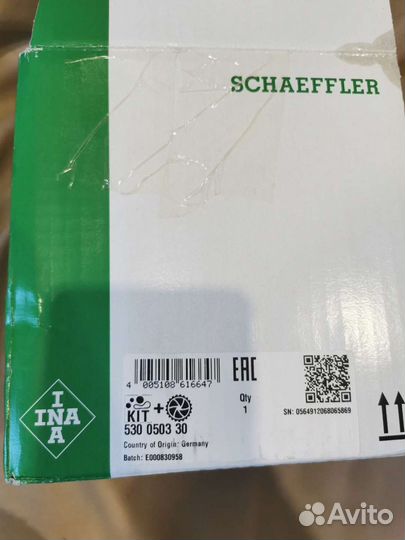 SCHAEFFLER
4 005108 616647
EAC
KIT +
Qty
1
530 0503 30
SN: 0564912068065869
Country of Origin: Germany
Batch: E000830958
INA
INA
Avito